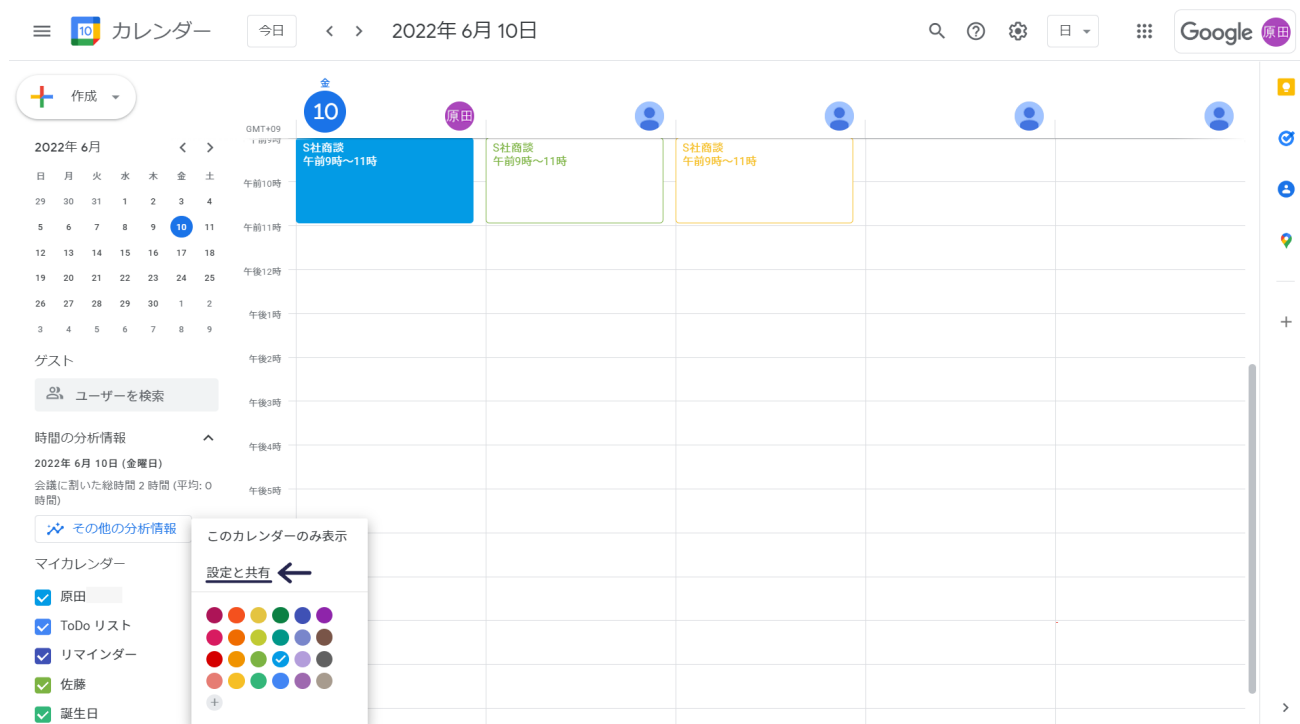 10 カレンダー 今日 2022年 6月 10日 日 Google 原田
作成
金
10
原田
GMT+09
2022年 6月
日 月 火 水 木 金 土
29 30 31 1 2 3 4
5 6 7 8 9 10 11
12 13 14 15 16 17 18
19 20 21 22 23 24 25
26 27 28 29 30 1 2
3 4 5 6 7 8 9
ゲスト
ユーザーを検索
時間の分析情報
2022年 6月 10日 (金曜日)
会議に割いた総時間 2 時間 (平均: 0
時間)
その他の分析情報
マイカレンダー
原田
ToDo リスト
リマインダー
佐藤
誕生日
午前9時
午前10時
午前11時
午後12時
午後1時
午後2時
午後3時
午後4時
午後5時
S社商談
午前9時～11時
S社商談
午前9時～11時
S社商談
午前9時～11時
このカレンダーのみ表示
設定と共有